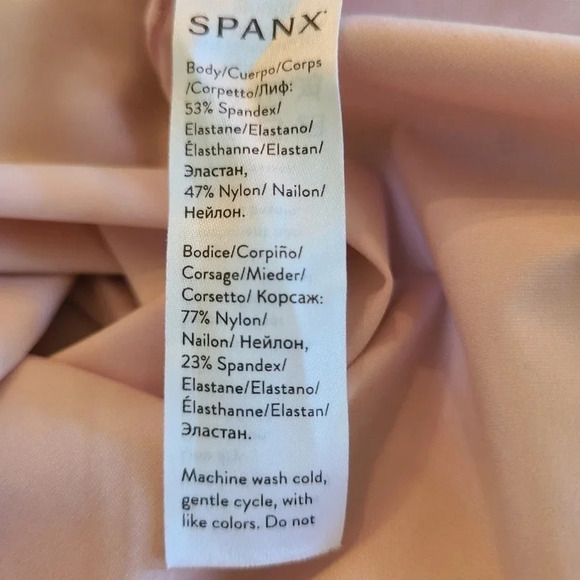 SPANX
Body/Cuerpo/Corps
/Corpetto/Лиф:
53% Spandex/
Elastane/Elastano/
Élasthanne/Elastan/
Эластан,
47% Nylon/ Nailon/
Нейлон.
Bodice/Corpiño/
Corsage/Mieder/
Corsetto/ Корсаж:
77% Nylon/
Nailon/ Нейлон,
23% Spandex/
Elastane/Elastano/
Élasthanne/Elastan/
Эластан.
Machine wash cold,
gentle cycle, with
like colors. Do not